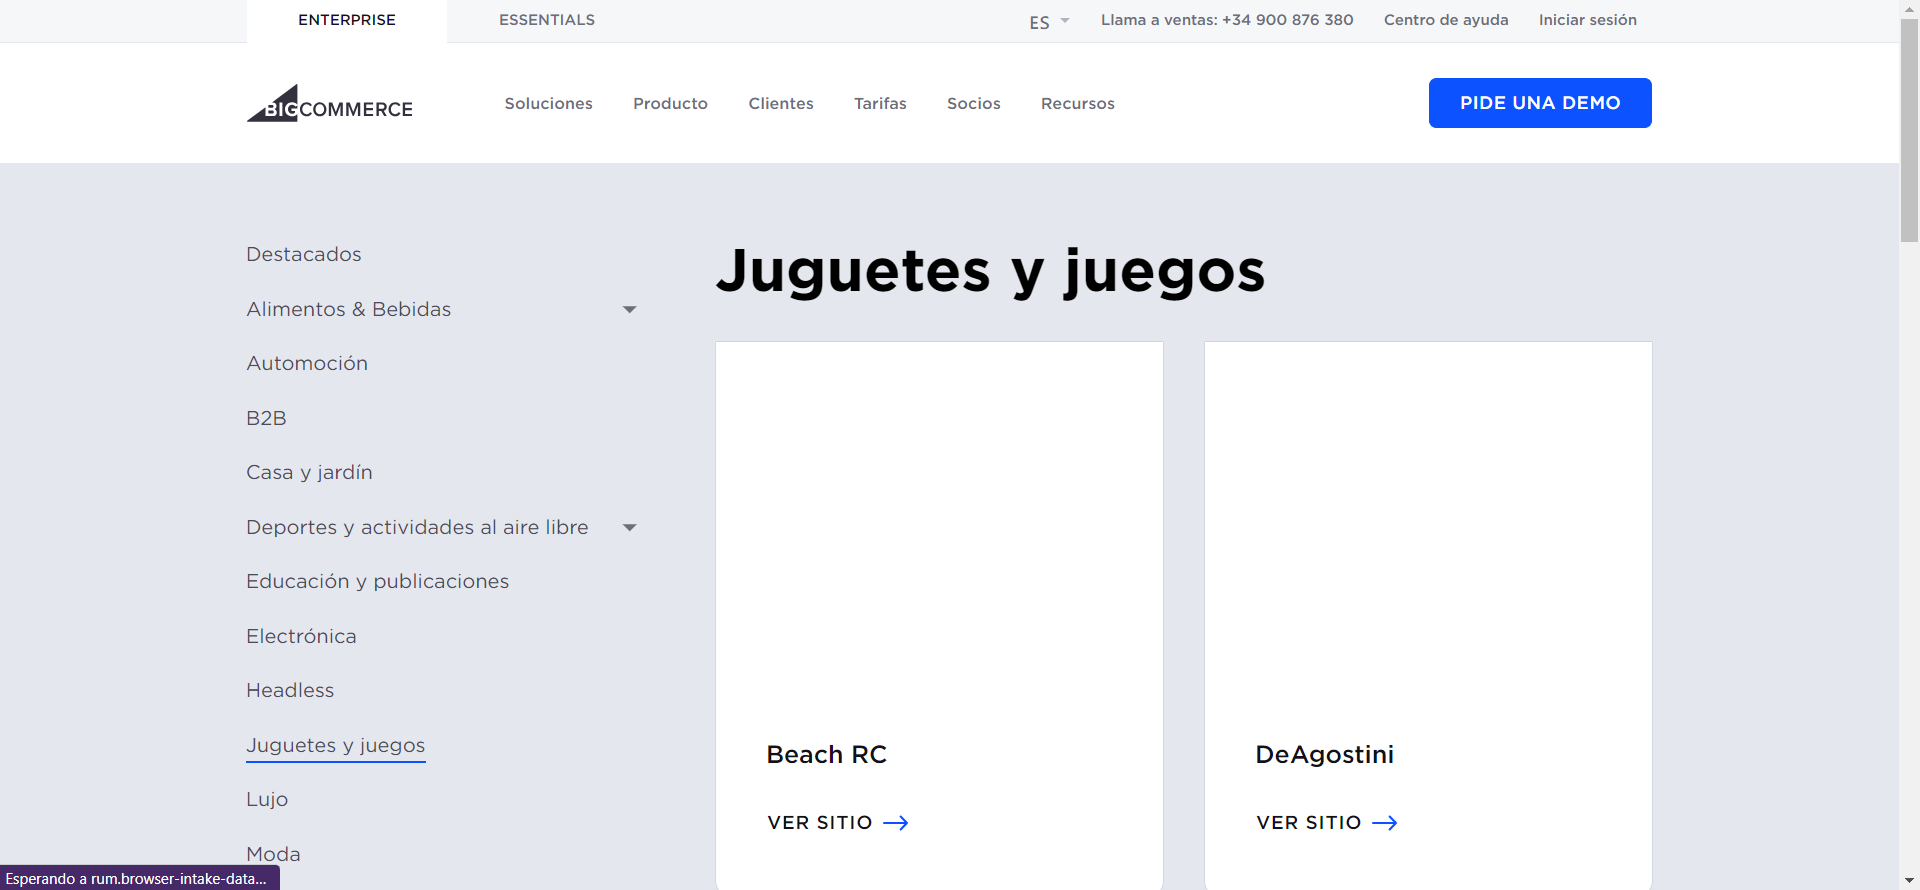 ENTERPRISE
ESSENTIALS
ES
Llama a ventas: +34 900 876 380
Centro de ayuda
Iniciar sesión
BIGCOMMERCE
Soluciones
Producto
Clientes
Tarifas
Socios
Recursos
PIDE UNA DEMO
Destacados
Alimentos & Bebidas
Automoción
B2B
Casa y jardín
Deportes y actividades al aire libre
Educación y publicaciones
Electrónica
Headless
Juguetes y juegos
Lujo
Moda
Juguetes y juegos
Beach RC
VER SITIO
DeAgostini
VER SITIO
Esperando a rum.browser-intake-data...